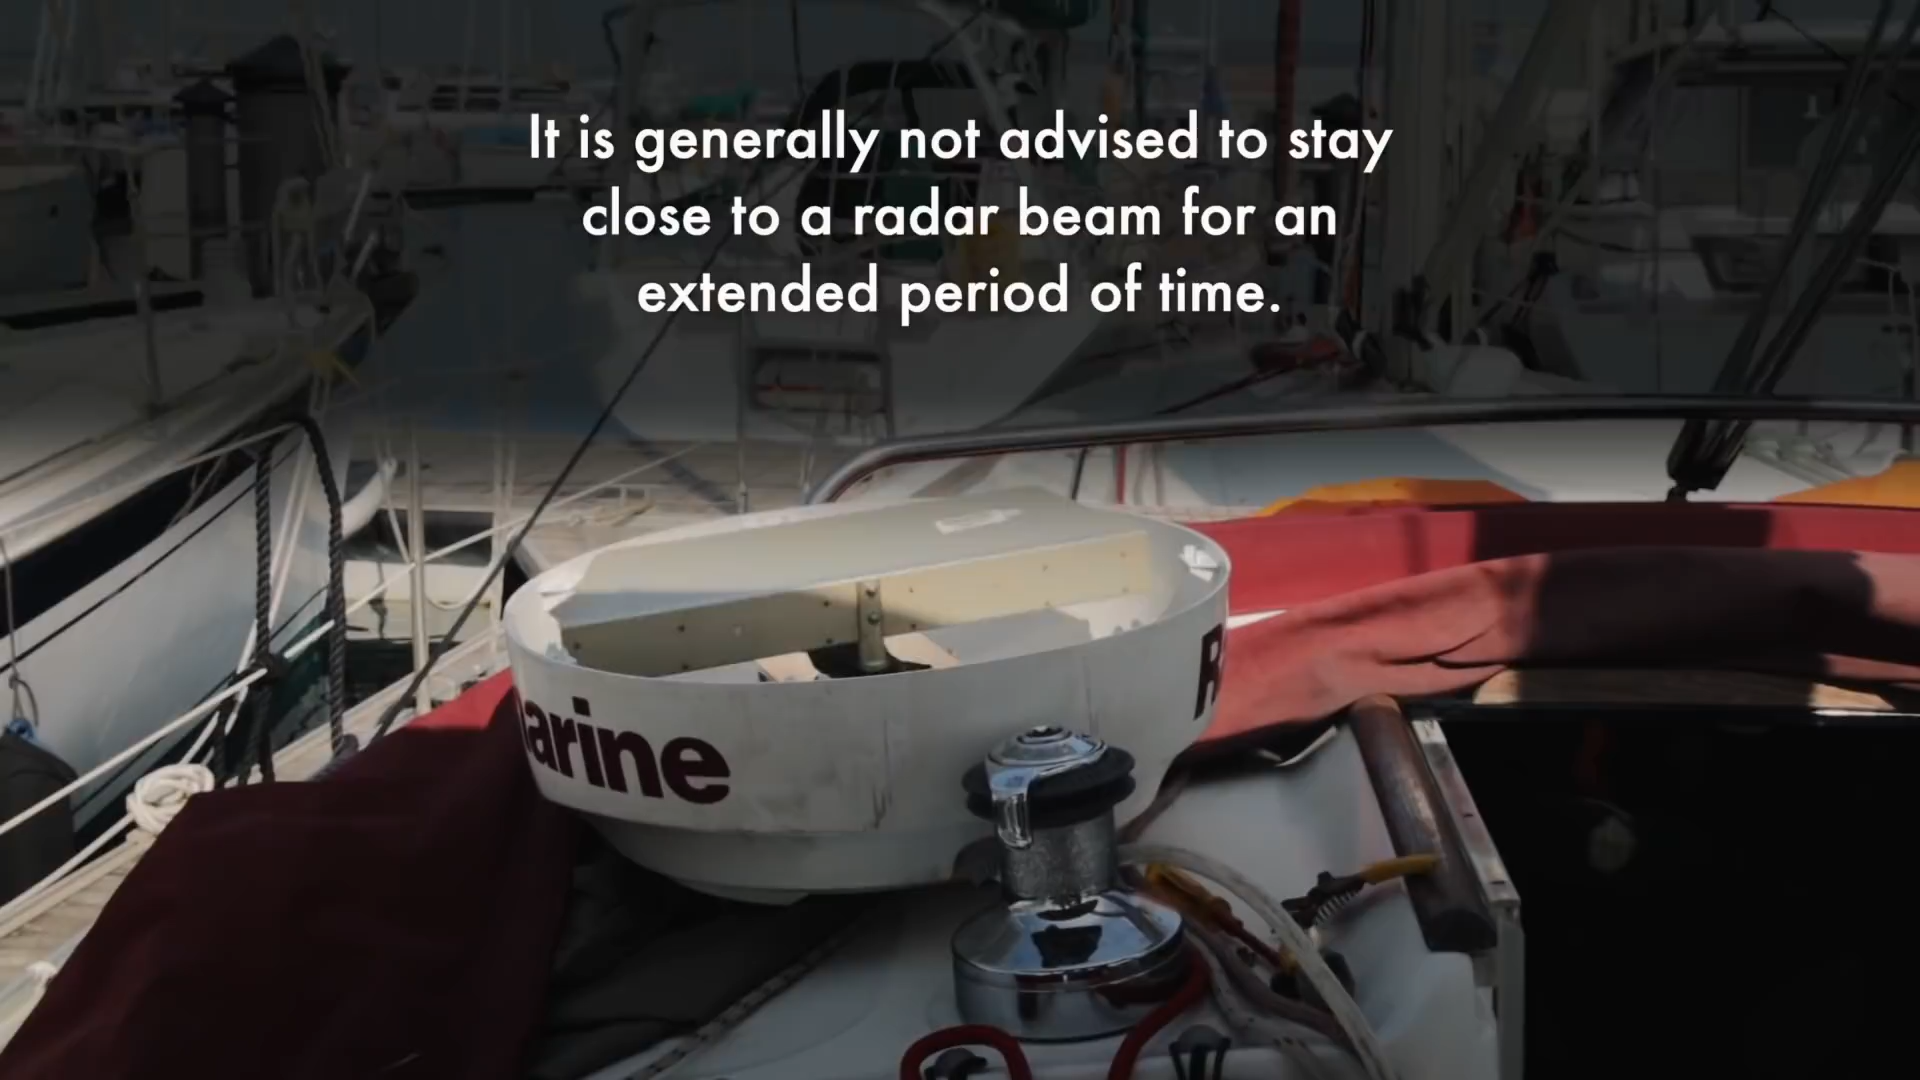 It is generally not advised to stay
close to a radar beam for an
extended period of time.
arine
R